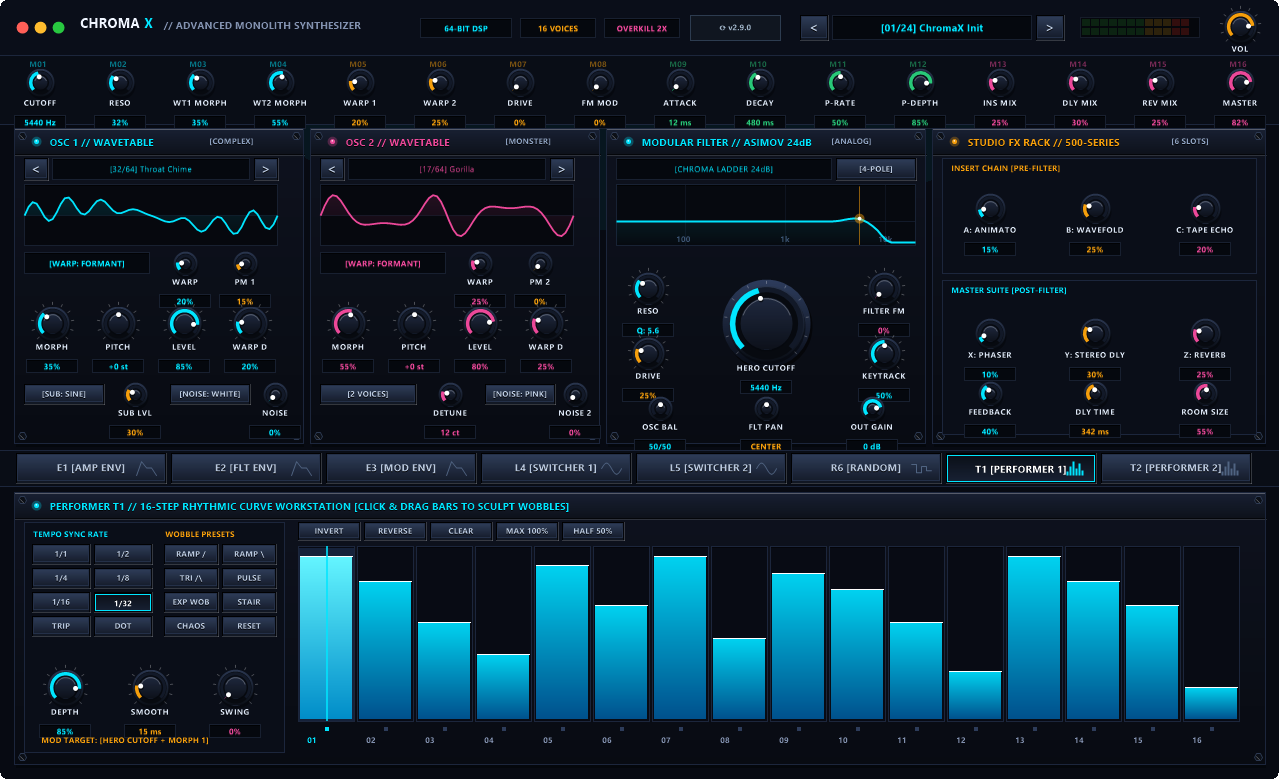 CHROMA X // ADVANCED MONOLITH SYNTHESIZER
64-BIT DSP
16 VOICES
OVERKILL 2X
v2.9.0
<
[01/24] ChromaX Init
>
VOL
M01 M02 M03 M04 M05 M06 M07 M08 M09 M10 M11 M12 M13 M14 M15 M16
CUTOFF RESO WT1 MORPH WT2 MORPH WARP 1 WARP 2 DRIVE FM MOD ATTACK DECAY P-RATE P-DEPTH INS MIX DLY MIX REV MIX MASTER
5440 Hz 32% 35% 55% 20% 25% 0% 0% 12 ms 480 ms 50% 85% 25% 30% 25% 82%
OSC 1 // WAVETABLE [COMPLEX]
< [32/64] Throat Chime >
[WARP: FORMANT]
WARP PM 1
20% 15%
MORPH PITCH LEVEL WARP D
35% +0 st 85% 20%
[SUB: SINE] [NOISE: WHITE]
SUB LVL NOISE
30% 0%
OSC 2 // WAVETABLE [MONSTER]
< [17/64] Gorilla >
[WARP: FORMANT]
WARP PM 2
25% 0%
MORPH PITCH LEVEL WARP D
55% +0 st 80% 25%
[2 VOICES] [NOISE: PINK]
DETUNE NOISE 2
12 ct 0%
MODULAR FILTER // ASIMOV 24dB [ANALOG]
[CHROMA LADDER 24dB] [4-POLE]
100 1k
RESO FILTER FM
Q: 5.6 0%
HERO CUTOFF
5440 Hz
DRIVE KEYTRACK
25% 50%
OSC BAL FLT PAN OUT GAIN
50/50 CENTER 0 dB
STUDIO FX RACK // 500-SERIES [6 SLOTS]
INSERT CHAIN [PRE-FILTER]
A: ANIMATO B: WAVEFOLD C: TAPE ECHO
15% 25% 20%
MASTER SUITE [POST-FILTER]
X: PHASER Y: STEREO DLY Z: REVERB
10% 30% 25%
FEEDBACK DLY TIME ROOM SIZE
40% 342 ms 55%
E1 [AMP ENV] E2 [FLT ENV] E3 [MOD ENV] L4 [SWITCHER 1] L5 [SWITCHER 2] R6 [RANDOM] T1 [PERFORMER 1] T2 [PERFORMER 2]
PERFORMER T1 // 16-STEP RHYTHMIC CURVE WORKSTATION [CLICK & DRAG BARS TO SCULPT WOBBLES]
TEMPO SYNC RATE WOBBLE PRESETS
1/1 1/2 RAMP / RAMP \
1/4 1/8 TRI /\ PULSE
1/16 1/32 EXP WOB STAIR
TRIP DOT CHAOS RESET
DEPTH SMOOTH SWING
85% 15 ms 0%
MOD TARGET: [HERO CUTOFF + MORPH 1]
INVERT REVERSE CLEAR MAX 100% HALF 50%
01 02 03 04 05 06 07 08 09 10 11 12 13 14 15 16